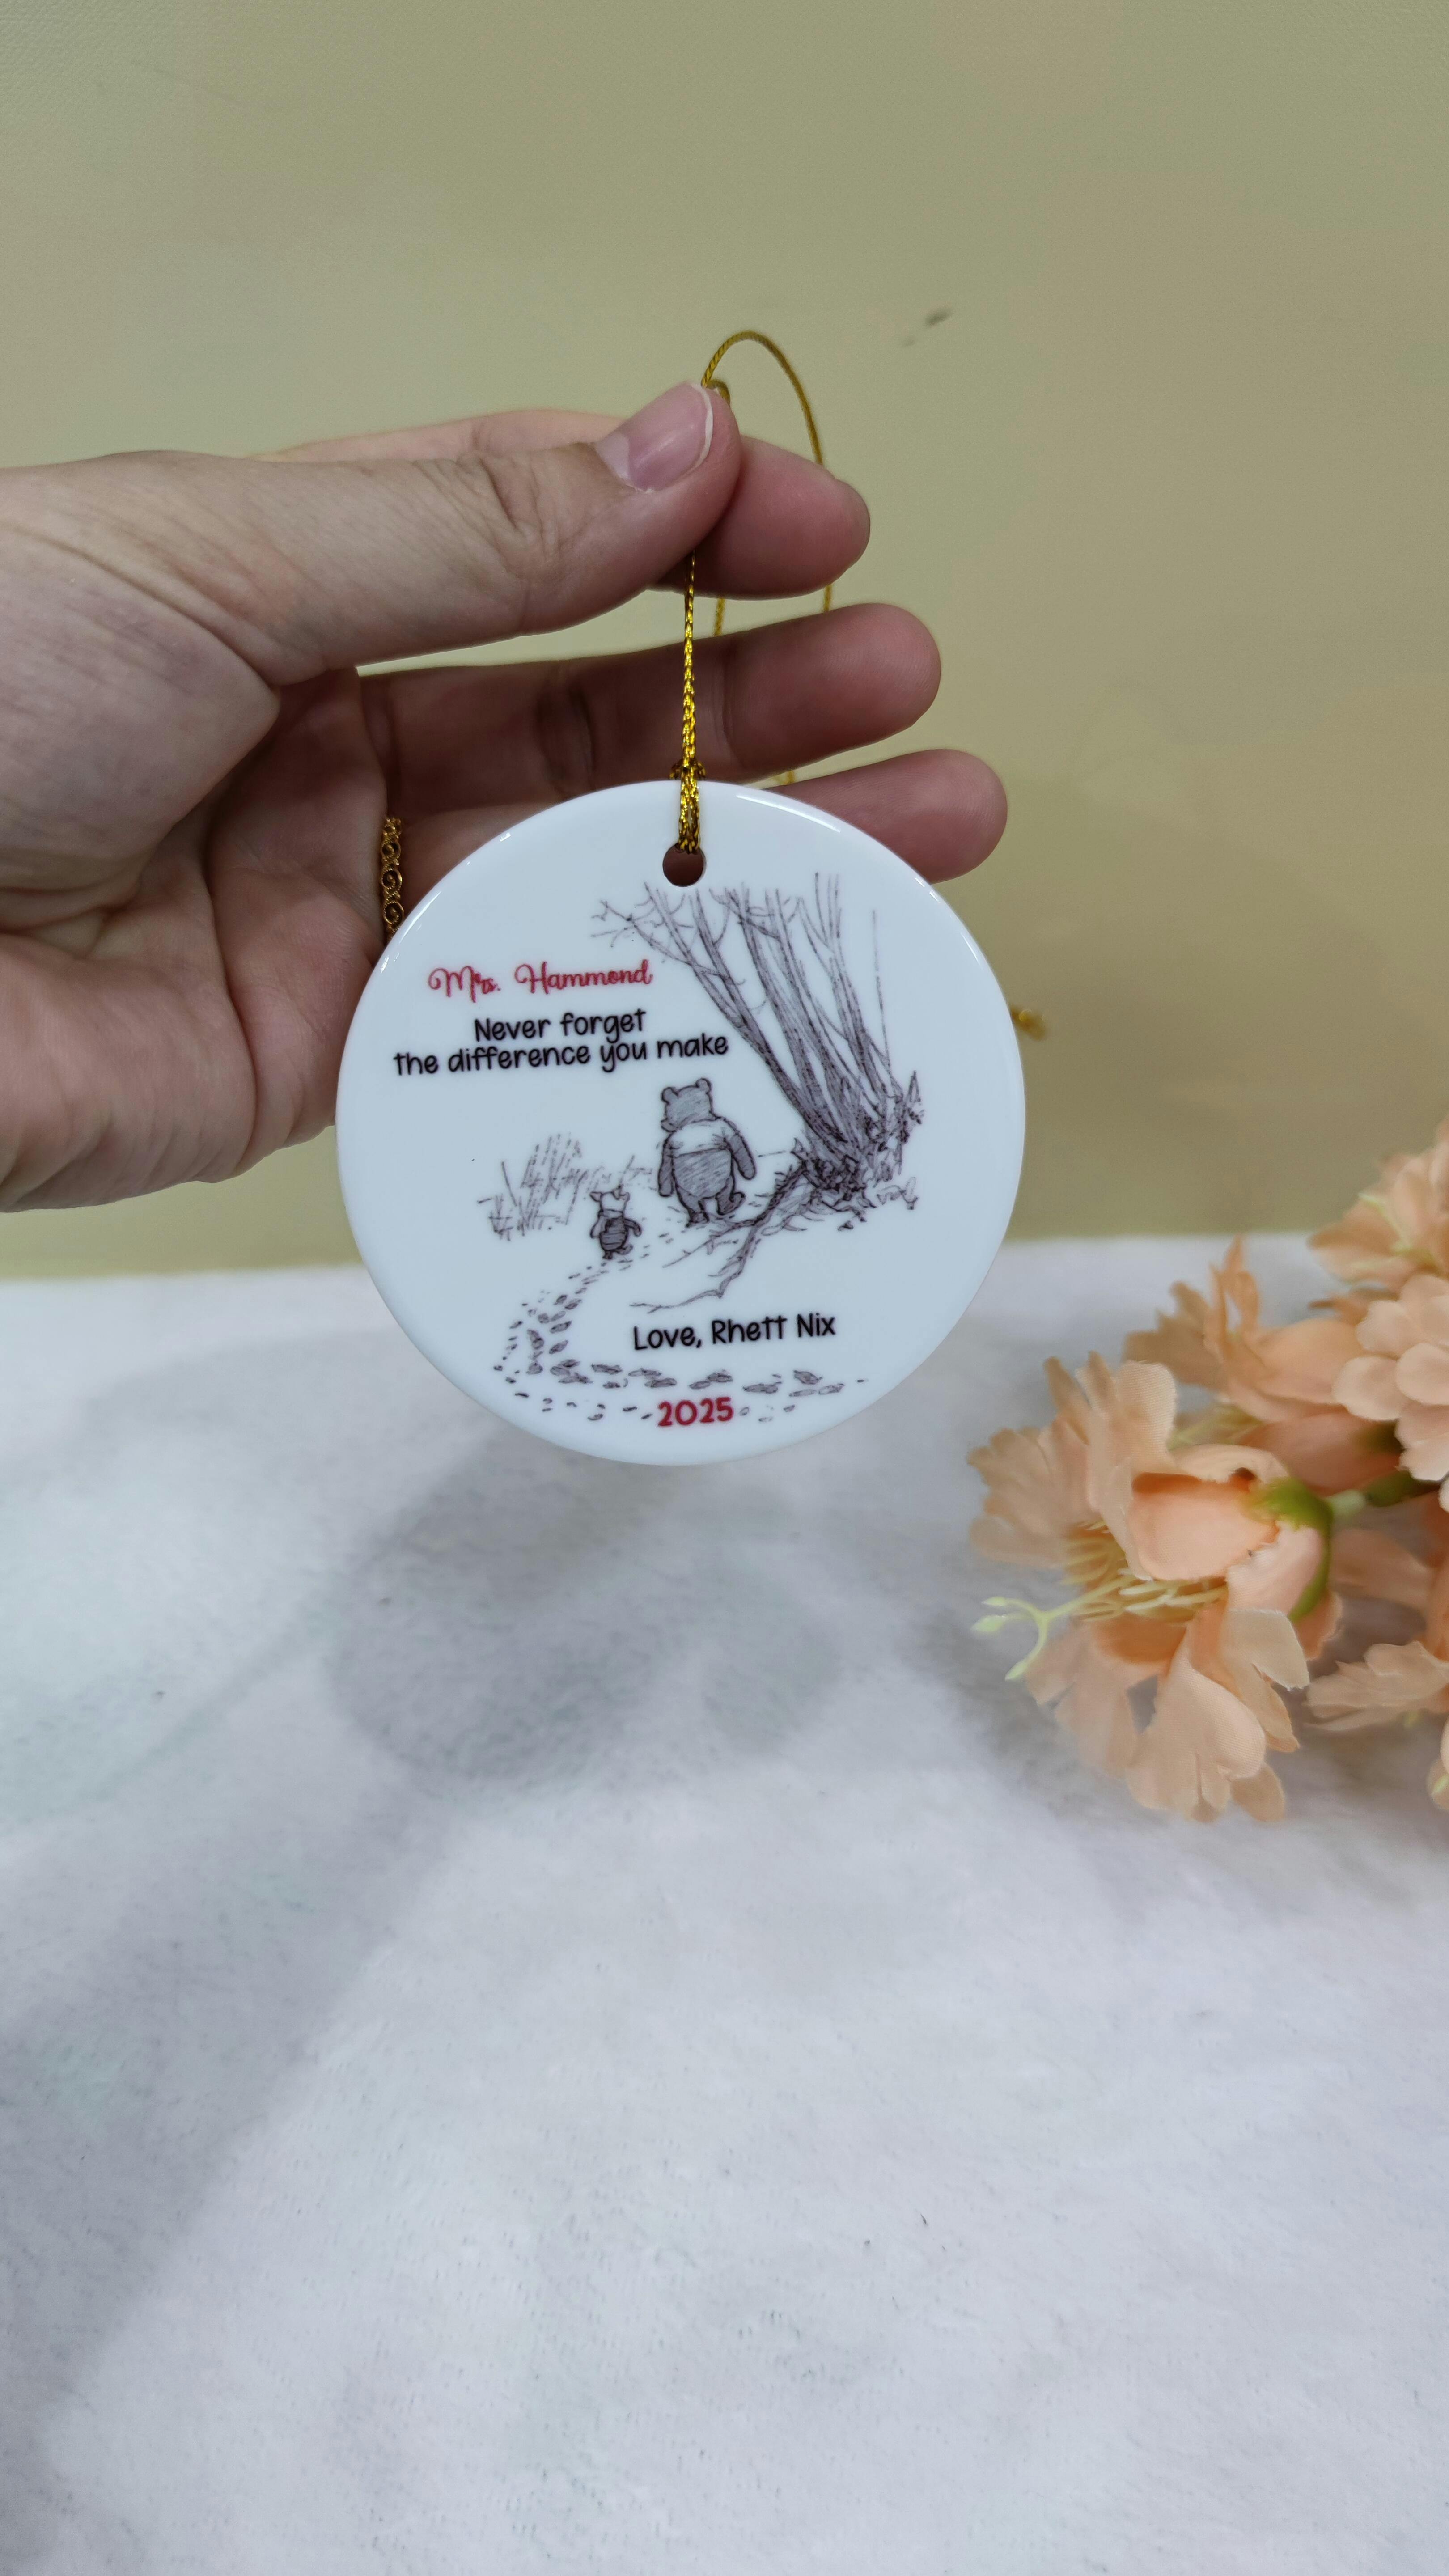 Mrs. Hammond
Never forget
the difference you make
Love, Rhett Nix
2025